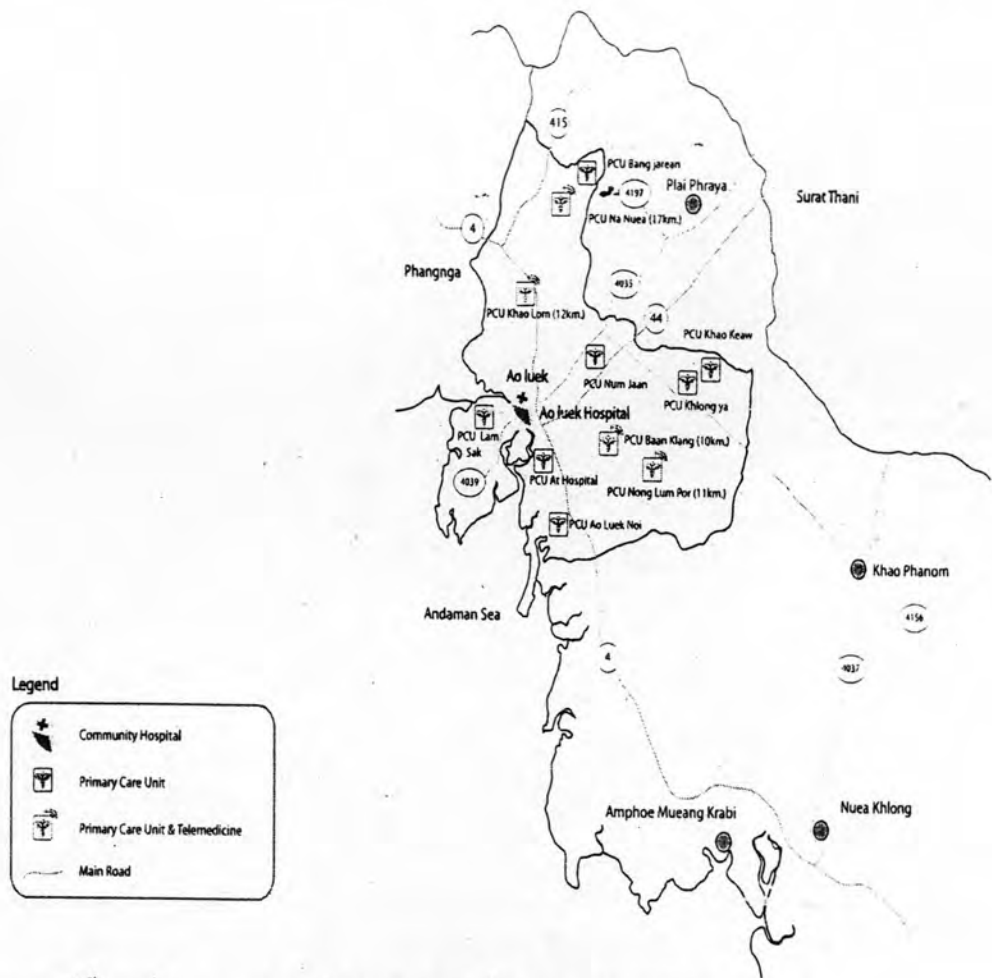 415
PCU Bang jarean
4197
Plai Phraya
Surat Thani
PCU Na Nuea (17km.)
4
Phangnga
4035
PCU Khao Lom (12km.)
44
PCU Khao Keaw
PCU Num Jaan
Ao luek
PCU Khlong ya
Ao luek Hospital
PCU Lam
Sak
PCU Baan Klang (10km.)
4039
PCU At Hospital
PCU Nong Lum Por (11km.)
PCU Ao Luek Noi
Khao Phanom
Andaman Sea
4156
4
4037
Legend
Community Hospital
Primary Care Unit
Primary Care Unit & Telemedicine
Main Road
Amphoe Mueang Krabi
Nuea Khlong